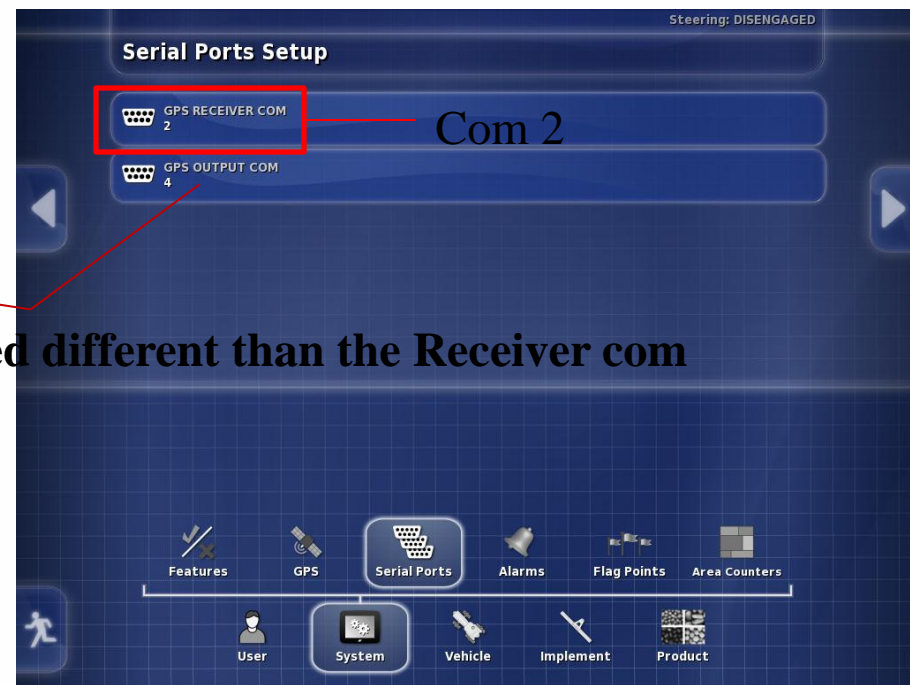 Steering: DISENGAGED
Serial Ports Setup
GPS RECEIVER COM
2
Com 2
GPS OUTPUT COM
4
different than the Receiver com
Features GPS Serial Ports Alarms Flag Points Area Counters
User System Vehicle Implement Product